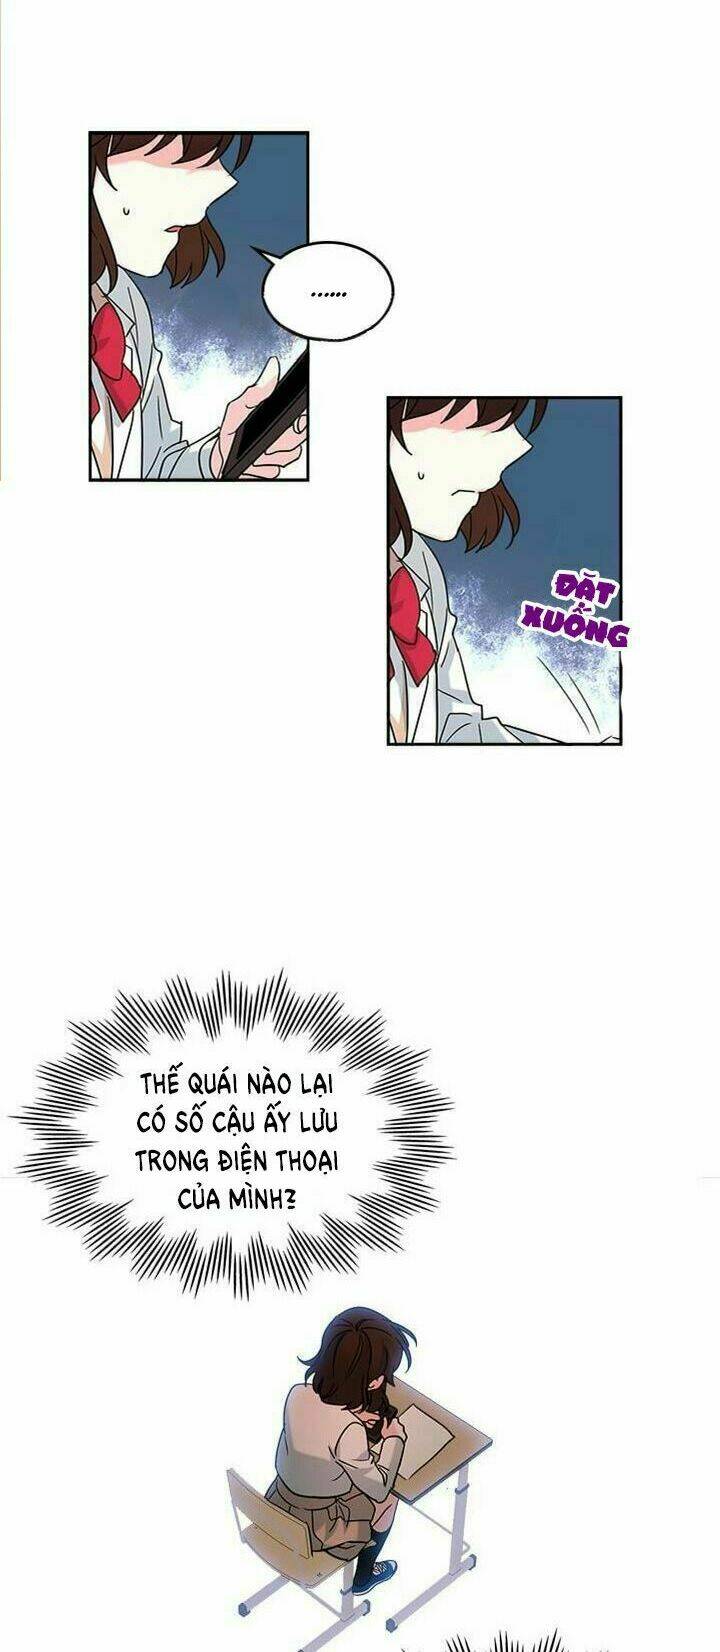 ......
ĐẶT
XUỐNG
THẾ QUÁI NÀO LẠI
CÓ SỐ CẬU ẤY LƯU
TRONG ĐIỆN THOẠI
CỦA MÌNH?